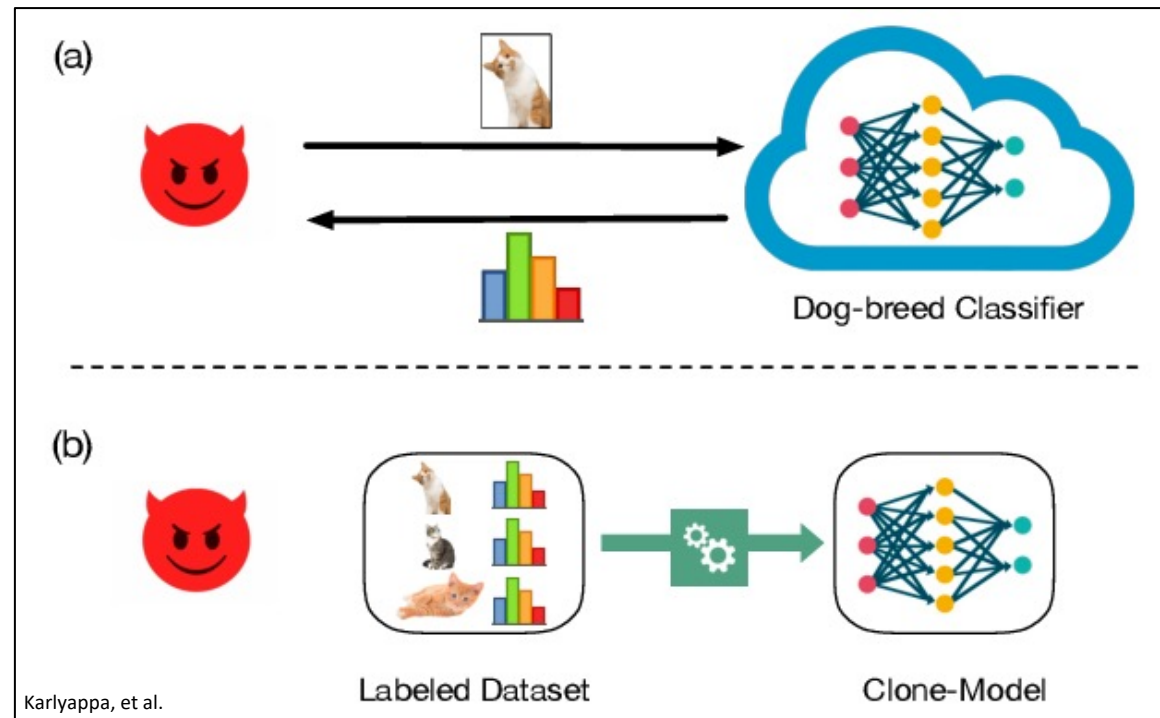 (a)
Dog-breed Classifier
(b)
Labeled Dataset
Clone-Model
Karlyappa, et al.